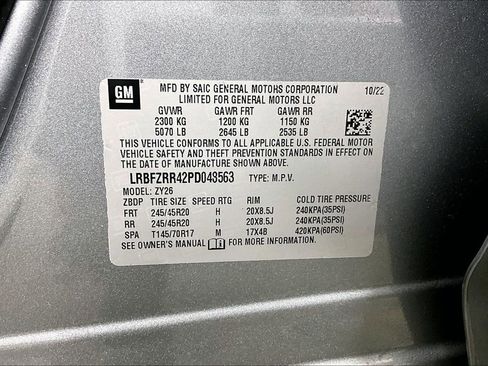 GM
MFD BY SAIC GENERAL MOTORS CORPORATION 10/22
LIMITED FOR GENERAL MOTORS LLC
GVWR GAWR FRT GAWR RR
2300 KG 1200 KG 1150 KG
5070 LB 2645 LB 2535 LB
THIS VEHICLE CONFORMS TO ALL APPLICABLE U.S. FEDERAL MOTOR
VEHICLE SAFETY AND THEFT PREVENTION STANDARDS IN EFFECT ON
THE DATE OF MANUFACTURE SHOWN ABOVE.
LRBFZRR42PD043563 TYPE: M.P.V.
MODEL: ZY26
ZBDP TIRE SIZE SPEED RTG RIM COLD TIRE PRESSURE
FRT 245/45R20 H 20X8.5J 240KPA(35PSI)
RR 245/45R20 H 20X8.5J 240KPA(35PSI)
SPA T145/70R17 M 17X4B 420KPA(60PSI)
SEE OWNER'S MANUAL FOR MORE INFORMATION.